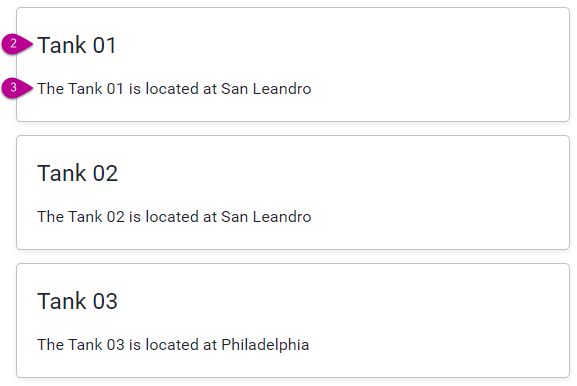 2 Tank 01
3 The Tank 01 is located at San Leandro
Tank 02
The Tank 02 is located at San Leandro
Tank 03
The Tank 03 is located at Philadelphia